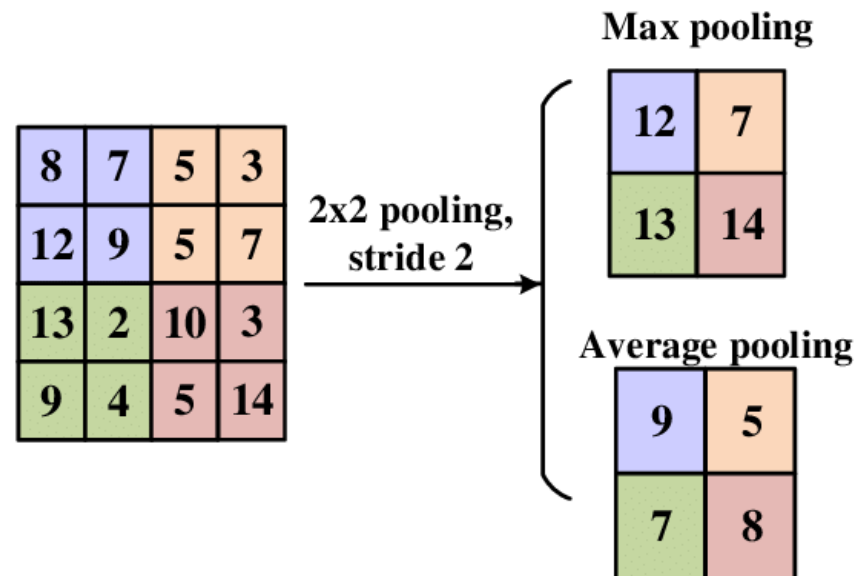 8 7 5 3
12 9 5 7
13 2 10 3
9 4 5 14
2x2 pooling,
stride 2
Max pooling
12 7
13 14
Average pooling
9 5
7 8